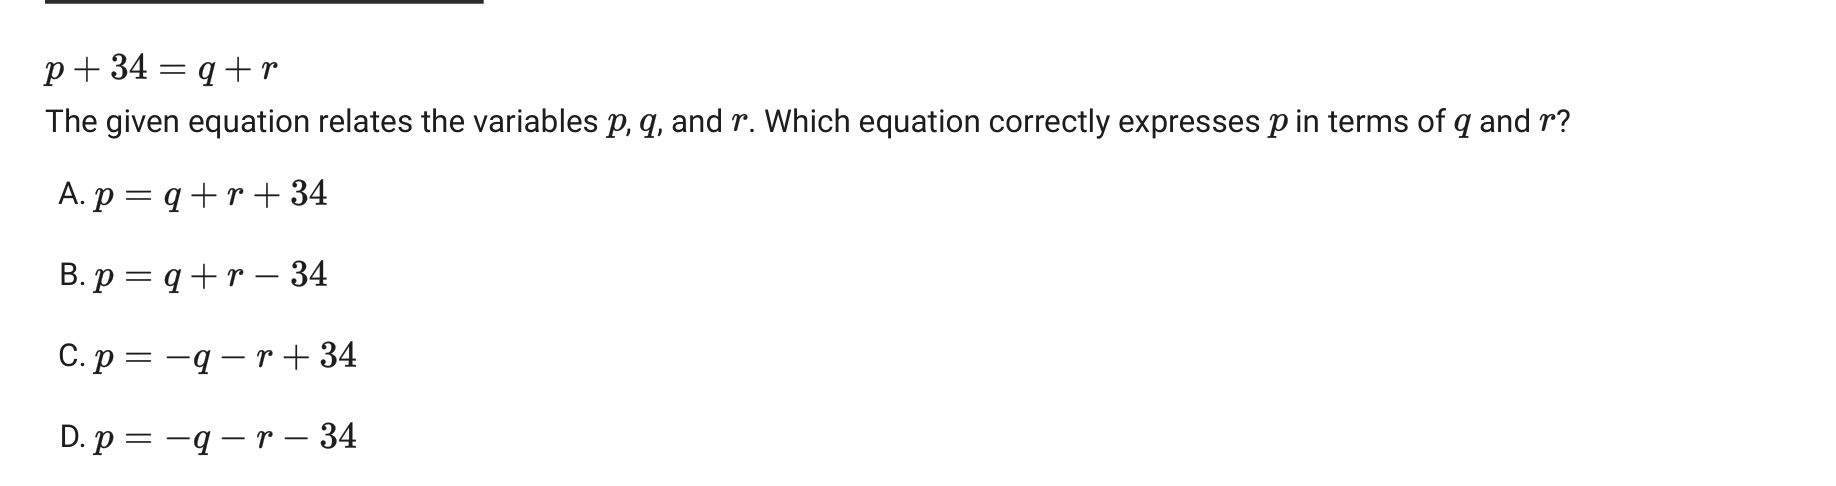 p + 34 = q + r
The given equation relates the variables p, q, and r. Which equation correctly expresses p in terms of q and r?
A. p = q + r + 34
B. p = q + r − 34
C. p = −q − r + 34
D. p = −q − r − 34